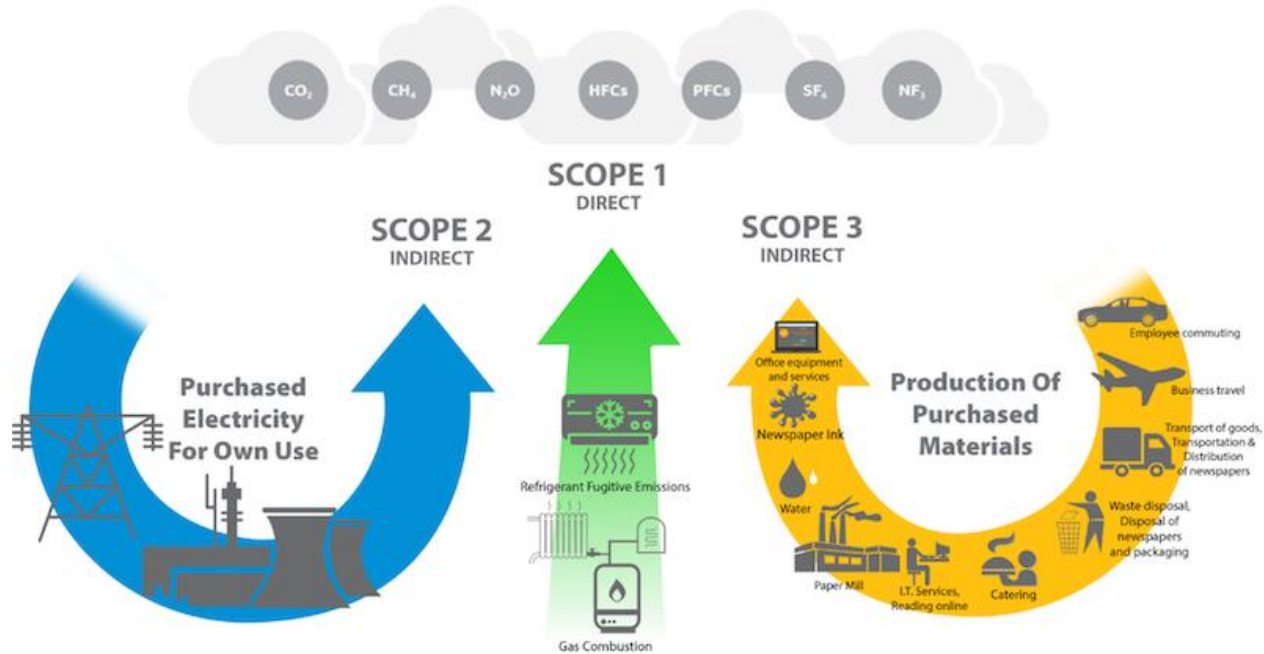 CO₂
CH₄
N₂O
HFCs
PFCs
SF₆
NF₃
SCOPE 1
DIRECT
SCOPE 2
INDIRECT
SCOPE 3
INDIRECT
Purchased
Electricity
For Own Use
Refrigerant Fugitive Emissions
Gas Combustion
Production Of
Purchased
Materials
Office equipment
and services
Newspaper Ink
Water
Paper Mill
I.T. Services,
Reading online
Catering
Waste disposal,
Disposal of
newspapers
and packaging
Transport of goods,
Transportation &
Distribution
of newspapers
Business travel
Employee commuting